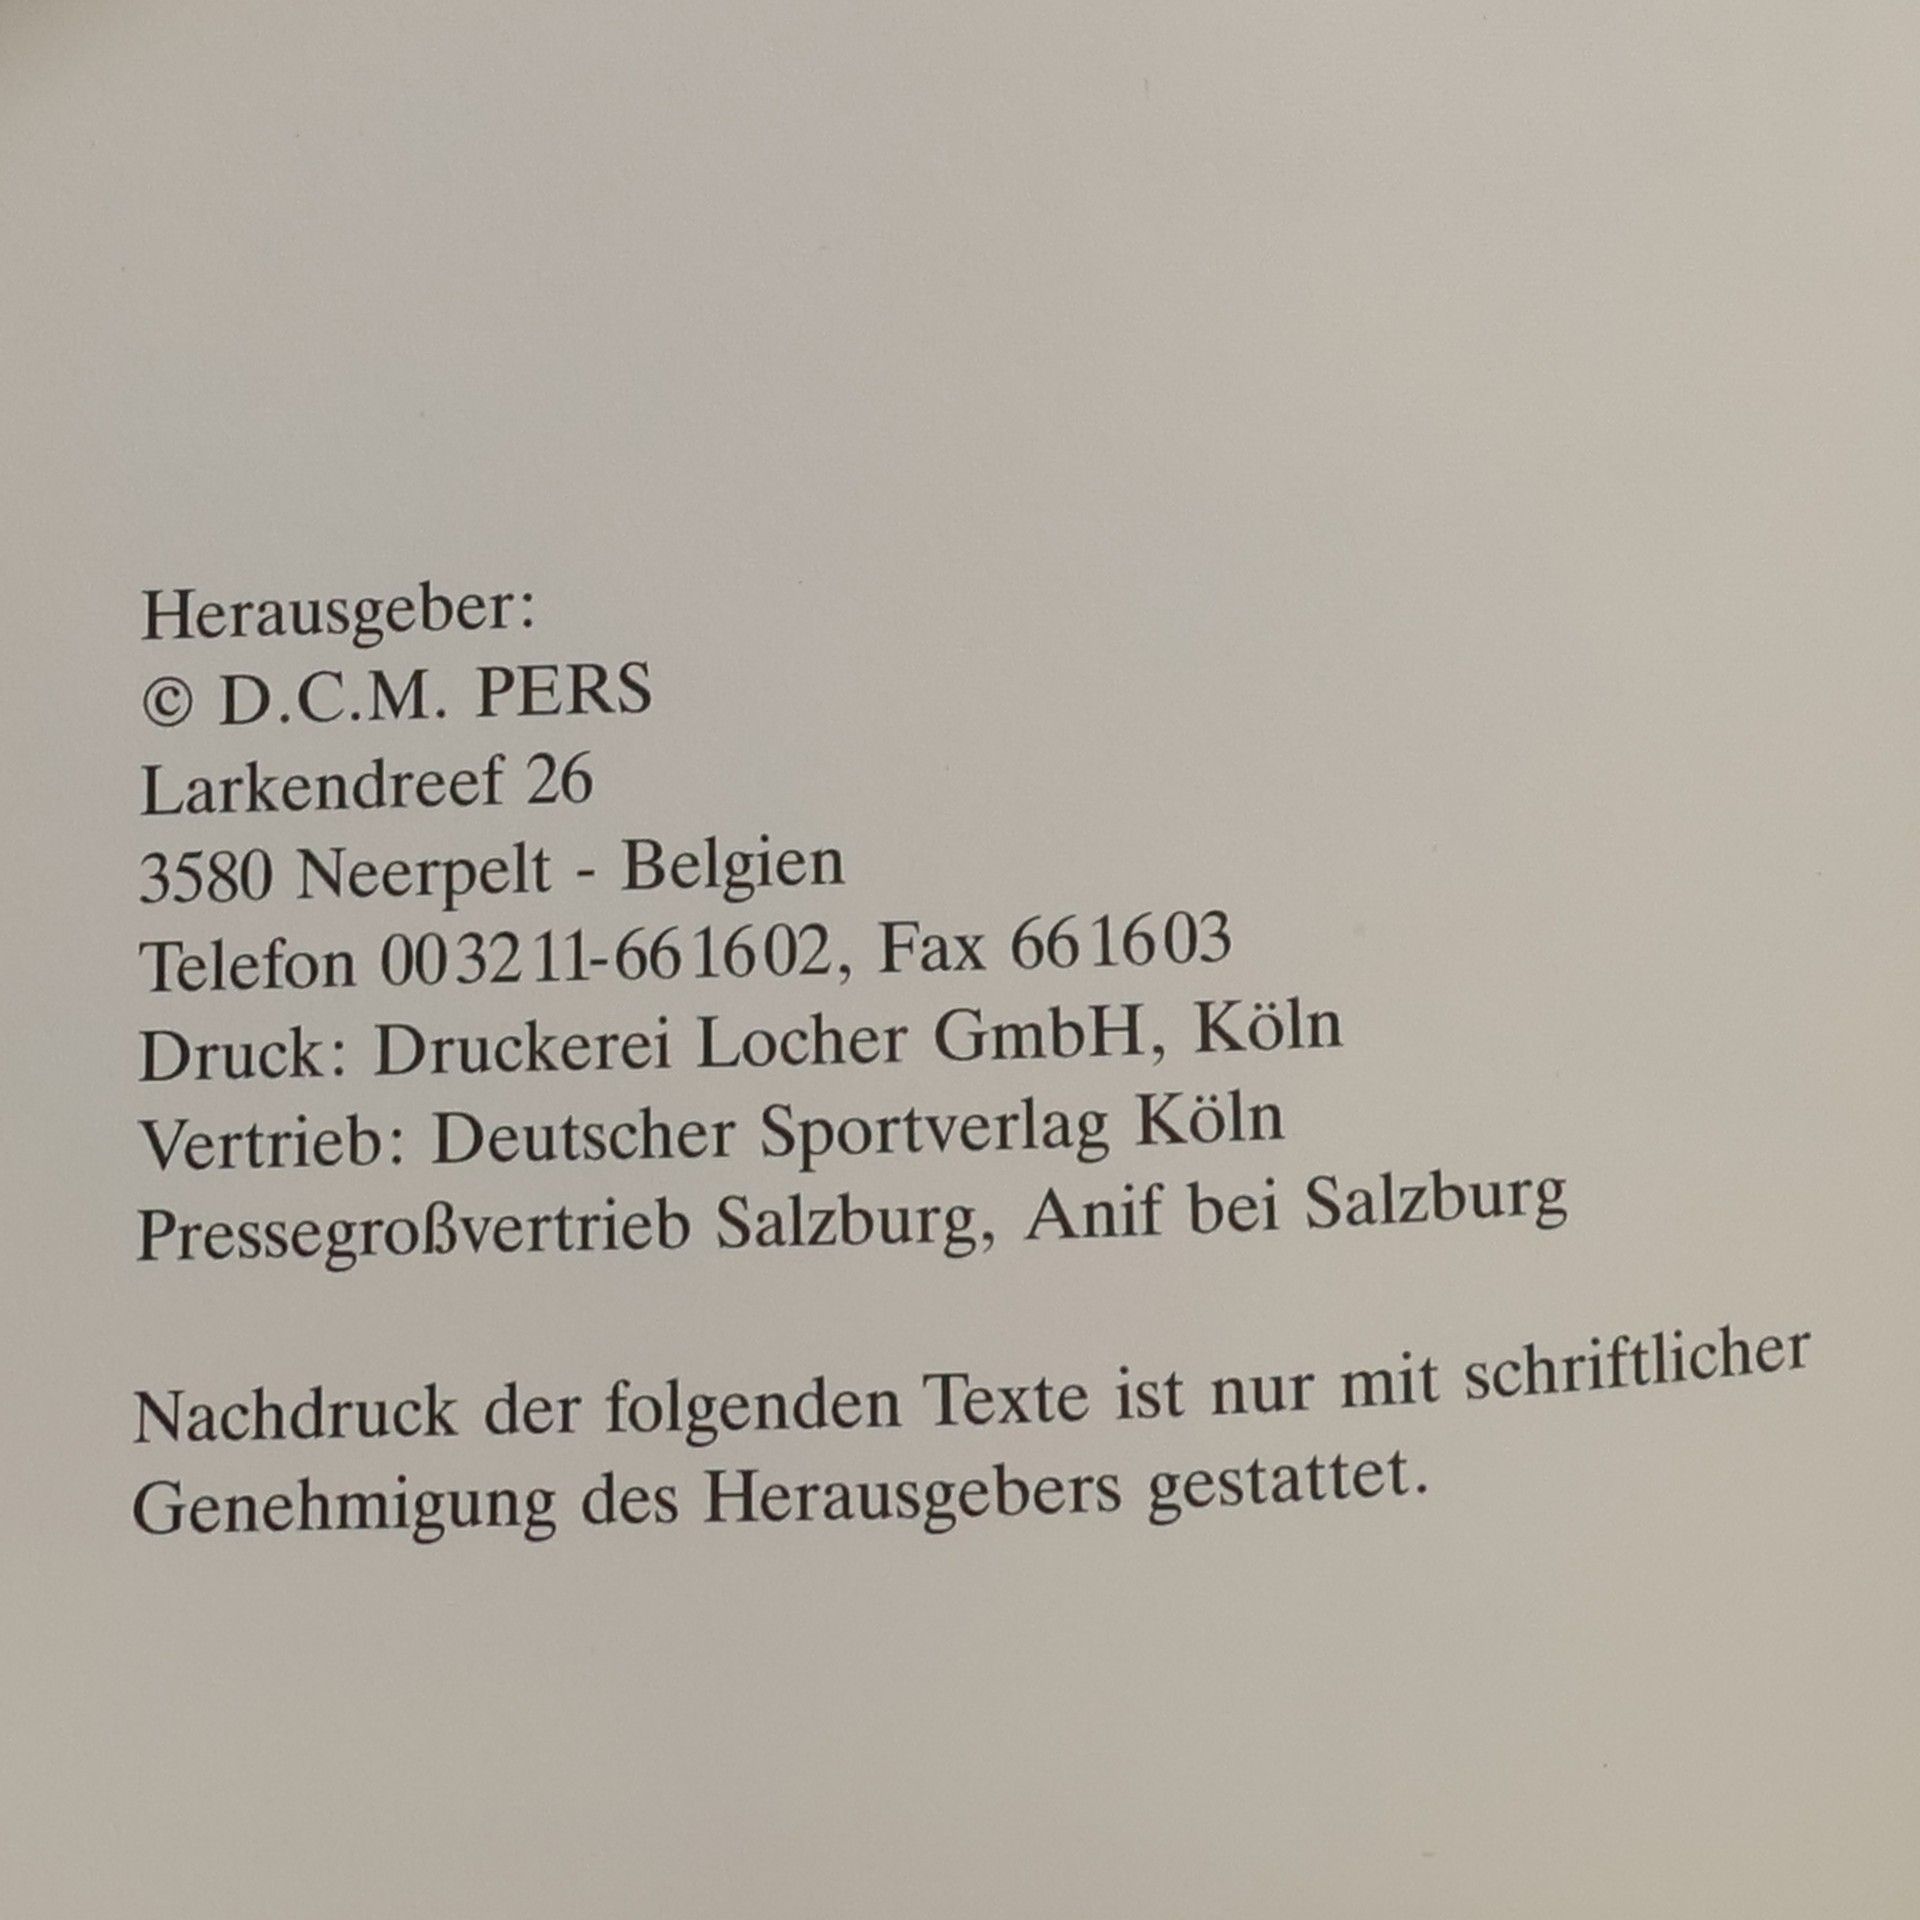 Herausgeber:
© D.C.M. PERS
Larkendreef 26
3580 Neerpelt - Belgien
Telefon 003211-661602, Fax 661603
Druck: Druckerei Locher GmbH, Köln
Vertrieb: Deutscher Sportverlag Köln
Pressegroßvertrieb Salzburg, Anif bei Salzburg
Nachdruck der folgenden Texte ist nur mit schriftlicher
Genehmigung des Herausgebers gestattet.